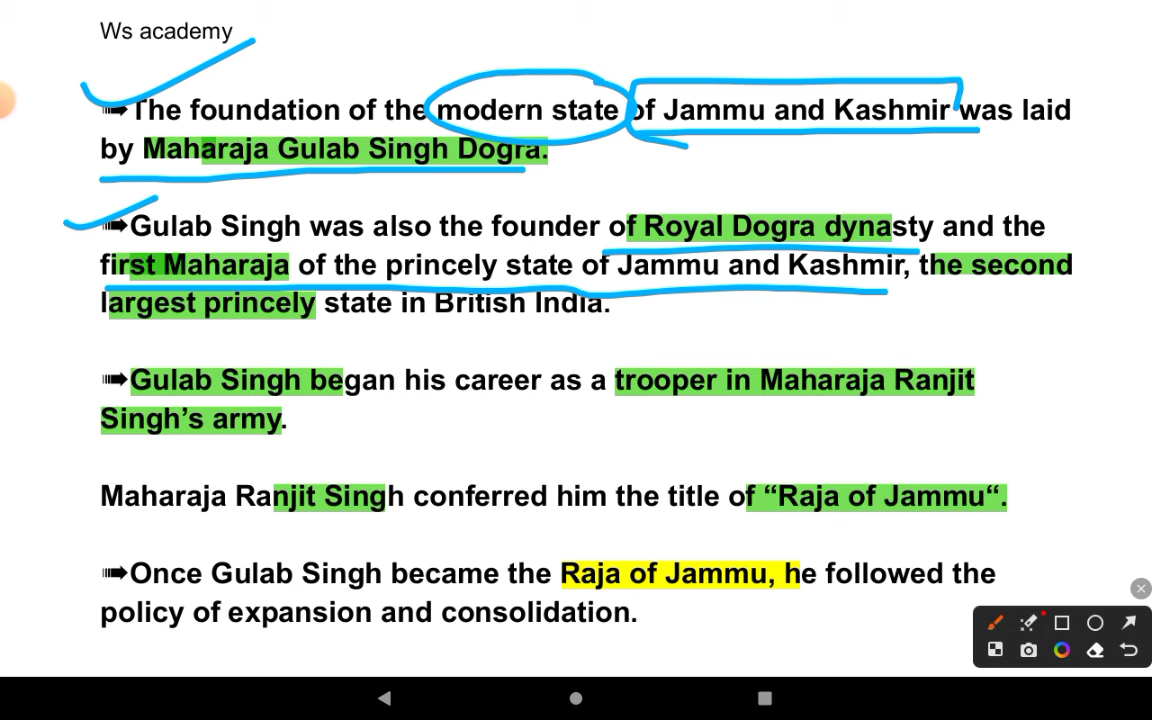 Ws academy
➠The foundation of the modern state of Jammu and Kashmir was laid
by Maharaja Gulab Singh Dogra.
➠Gulab Singh was also the founder of Royal Dogra dynasty and the
first Maharaja of the princely state of Jammu and Kashmir, the second
largest princely state in British India.
➠Gulab Singh began his career as a trooper in Maharaja Ranjit
Singh’s army.
Maharaja Ranjit Singh conferred him the title of “Raja of Jammu“.
➠Once Gulab Singh became the Raja of Jammu, he followed the
policy of expansion and consolidation.